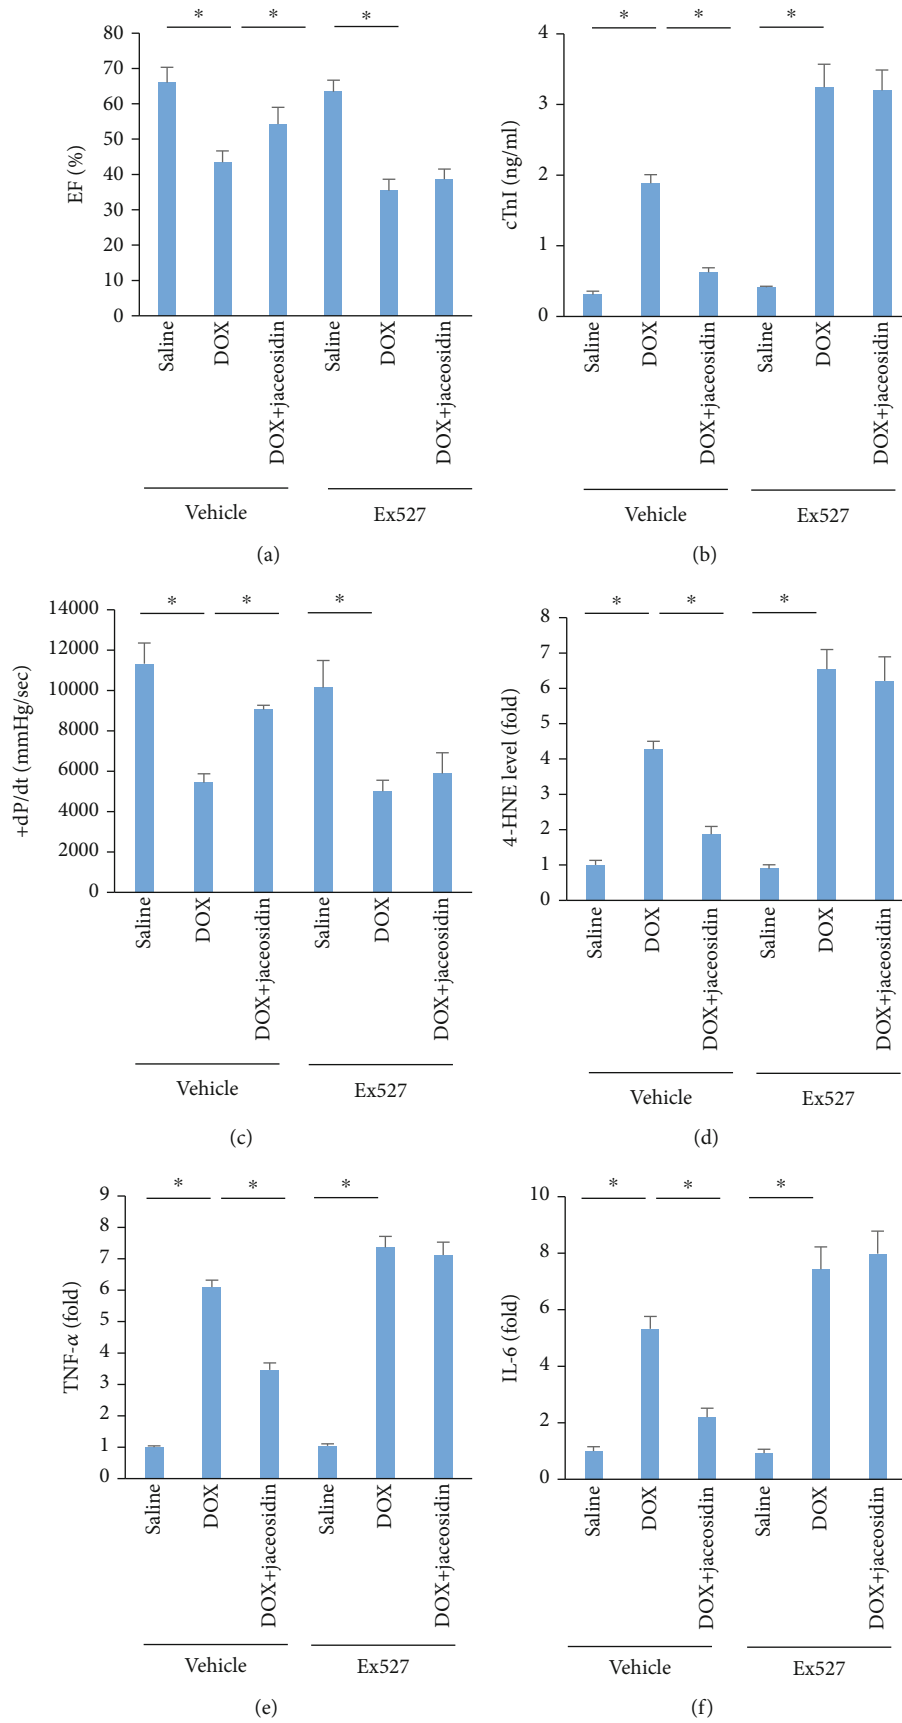 * * *
80
70
60
50
40
30
20
10
0
EF (%)
Saline
DOX
DOX+jaceosidin
Saline
DOX
DOX+jaceosidin
Vehicle
Ex527
(a)
* * *
4
3
2
1
0
cTnI (ng/ml)
Saline
DOX
DOX+jaceosidin
Saline
DOX
DOX+jaceosidin
Vehicle
Ex527
(b)
* * *
14000
12000
10000
8000
6000
4000
2000
0
+dP/dt (mmHg/sec)
Saline
DOX
DOX+jaceosidin
Saline
DOX
DOX+jaceosidin
Vehicle
Ex527
(c)
* * *
8
7
6
5
4
3
2
1
0
4-HNE level (fold)
Saline
DOX
DOX+jaceosidin
Saline
DOX
DOX+jaceosidin
Vehicle
Ex527
(d)
* * *
9
8
7
6
5
4
3
2
1
0
TNF-α (fold)
Saline
DOX
DOX+jaceosidin
Saline
DOX
DOX+jaceosidin
Vehicle
Ex527
(e)
* * *
10
8
6
4
2
0
IL-6 (fold)
Saline
DOX
DOX+jaceosidin
Saline
DOX
DOX+jaceosidin
Vehicle
Ex527
(f)